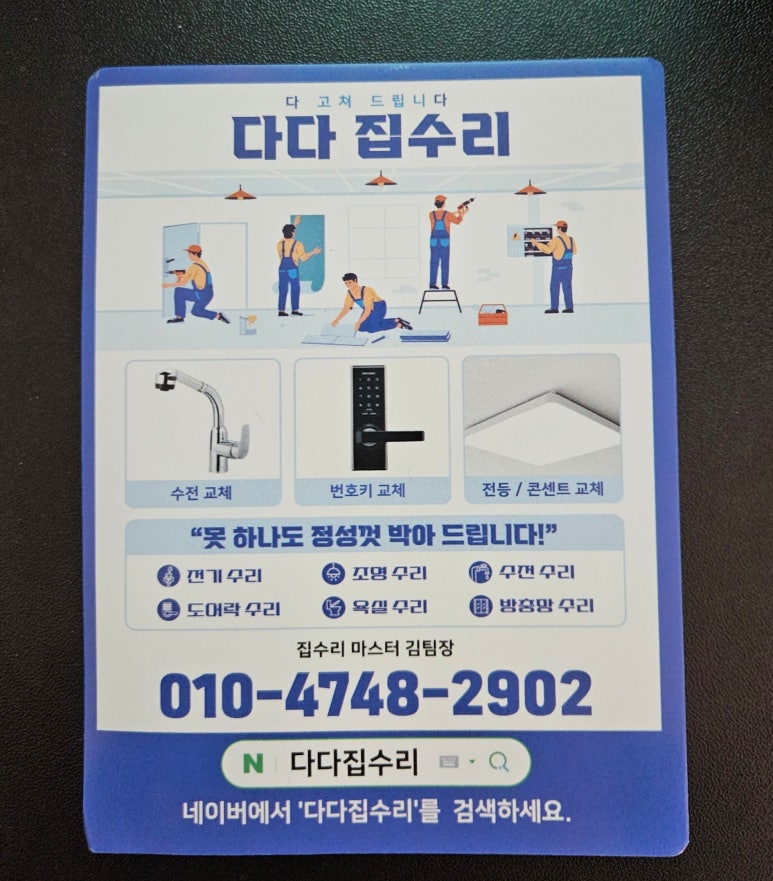 다 고쳐 드립니다
다다 집수리
수전 교체
번호키 교체
전등 / 콘센트 교체
“못 하나도 정성껏 박아 드립니다!”
전기 수리
조명 수리
수전 수리
도어락 수리
욕실 수리
방충망 수리
집수리 마스터 김팀장
010-4748-2902
N 다다집수리
네이버에서 '다다집수리'를 검색하세요.